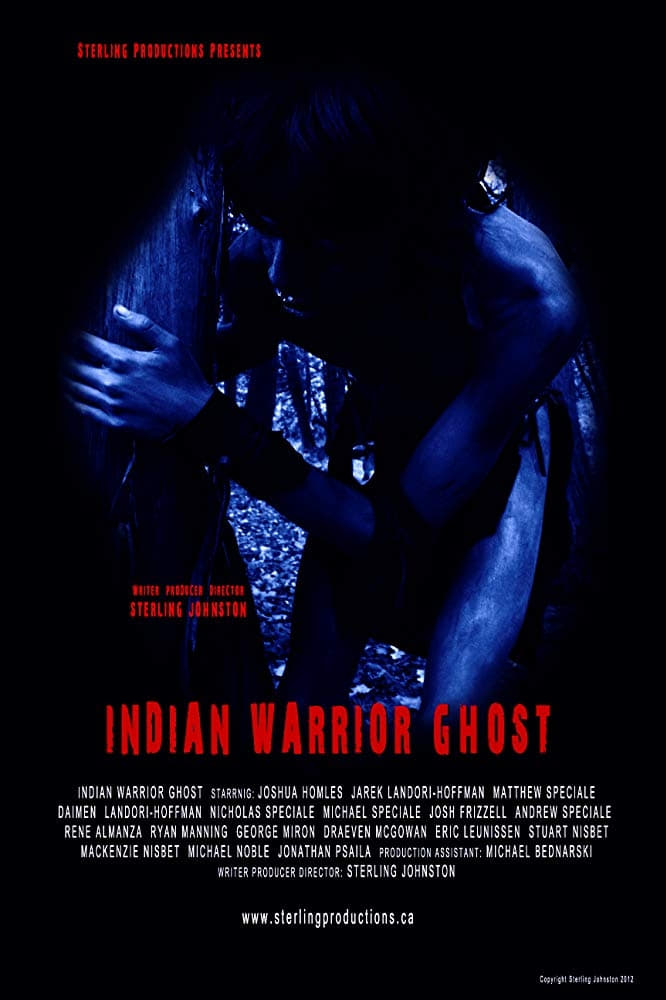 STERLING PRODUCTIONS PRESENTS
WRITER PRODUCER DIRECTOR
STERLING JOHNSTON
INDIAN WARRIOR GHOST
INDIAN WARRIOR GHOST STARRNIG: JOSHUA HOMLES JAREK LANDORI-HOFFMAN MATTHEW SPECIALE
DAIMEN LANDORI-HOFFMAN NICHOLAS SPECIALE MICHAEL SPECIALE JOSH FRIZZELL ANDREW SPECIALE
RENE ALMANZA RYAN MANNING GEORGE MIRON DRAEVEN MCGOWAN ERIC LEUNISSEN STUART NISBET
MACKENZIE NISBET MICHAEL NOBLE JONATHAN PSAILA PRODUCTION ASSISTANT: MICHAEL BEDNARSKI
WRITER PRODUCER DIRECTOR: STERLING JOHNSTON
www.sterlingproductions.ca
Copyright Sterling Johnston 2012